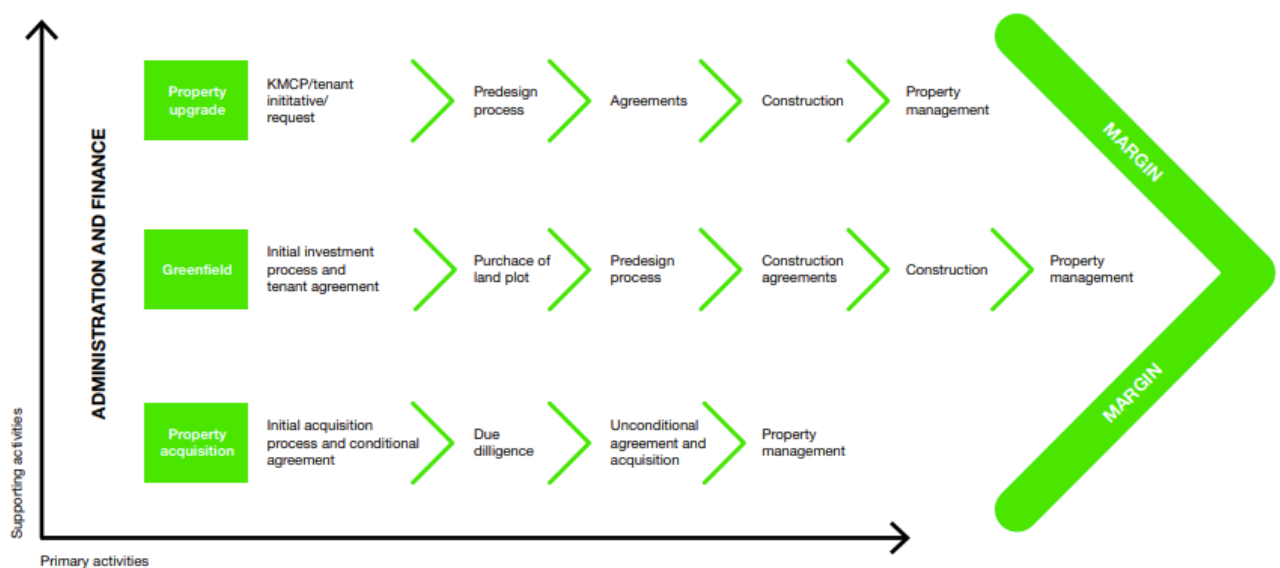 ADMINISTRATION AND FINANCE
Property
upgrade
KMCP/tenant
inititative/
request
Predesign
process
Agreements
Construction
Property
management
MARGIN
Greenfield
Initial investment
process and
tenant agreement
Purchace of
land plot
Predesign
process
Construction
agreements
Construction
Property
management
Property
acquisition
Initial acquisition
process and conditional
agreement
Due
dilligence
Unconditional
agreement and
acquisition
Property
management
MARGIN
Supporting activities
Primary activities